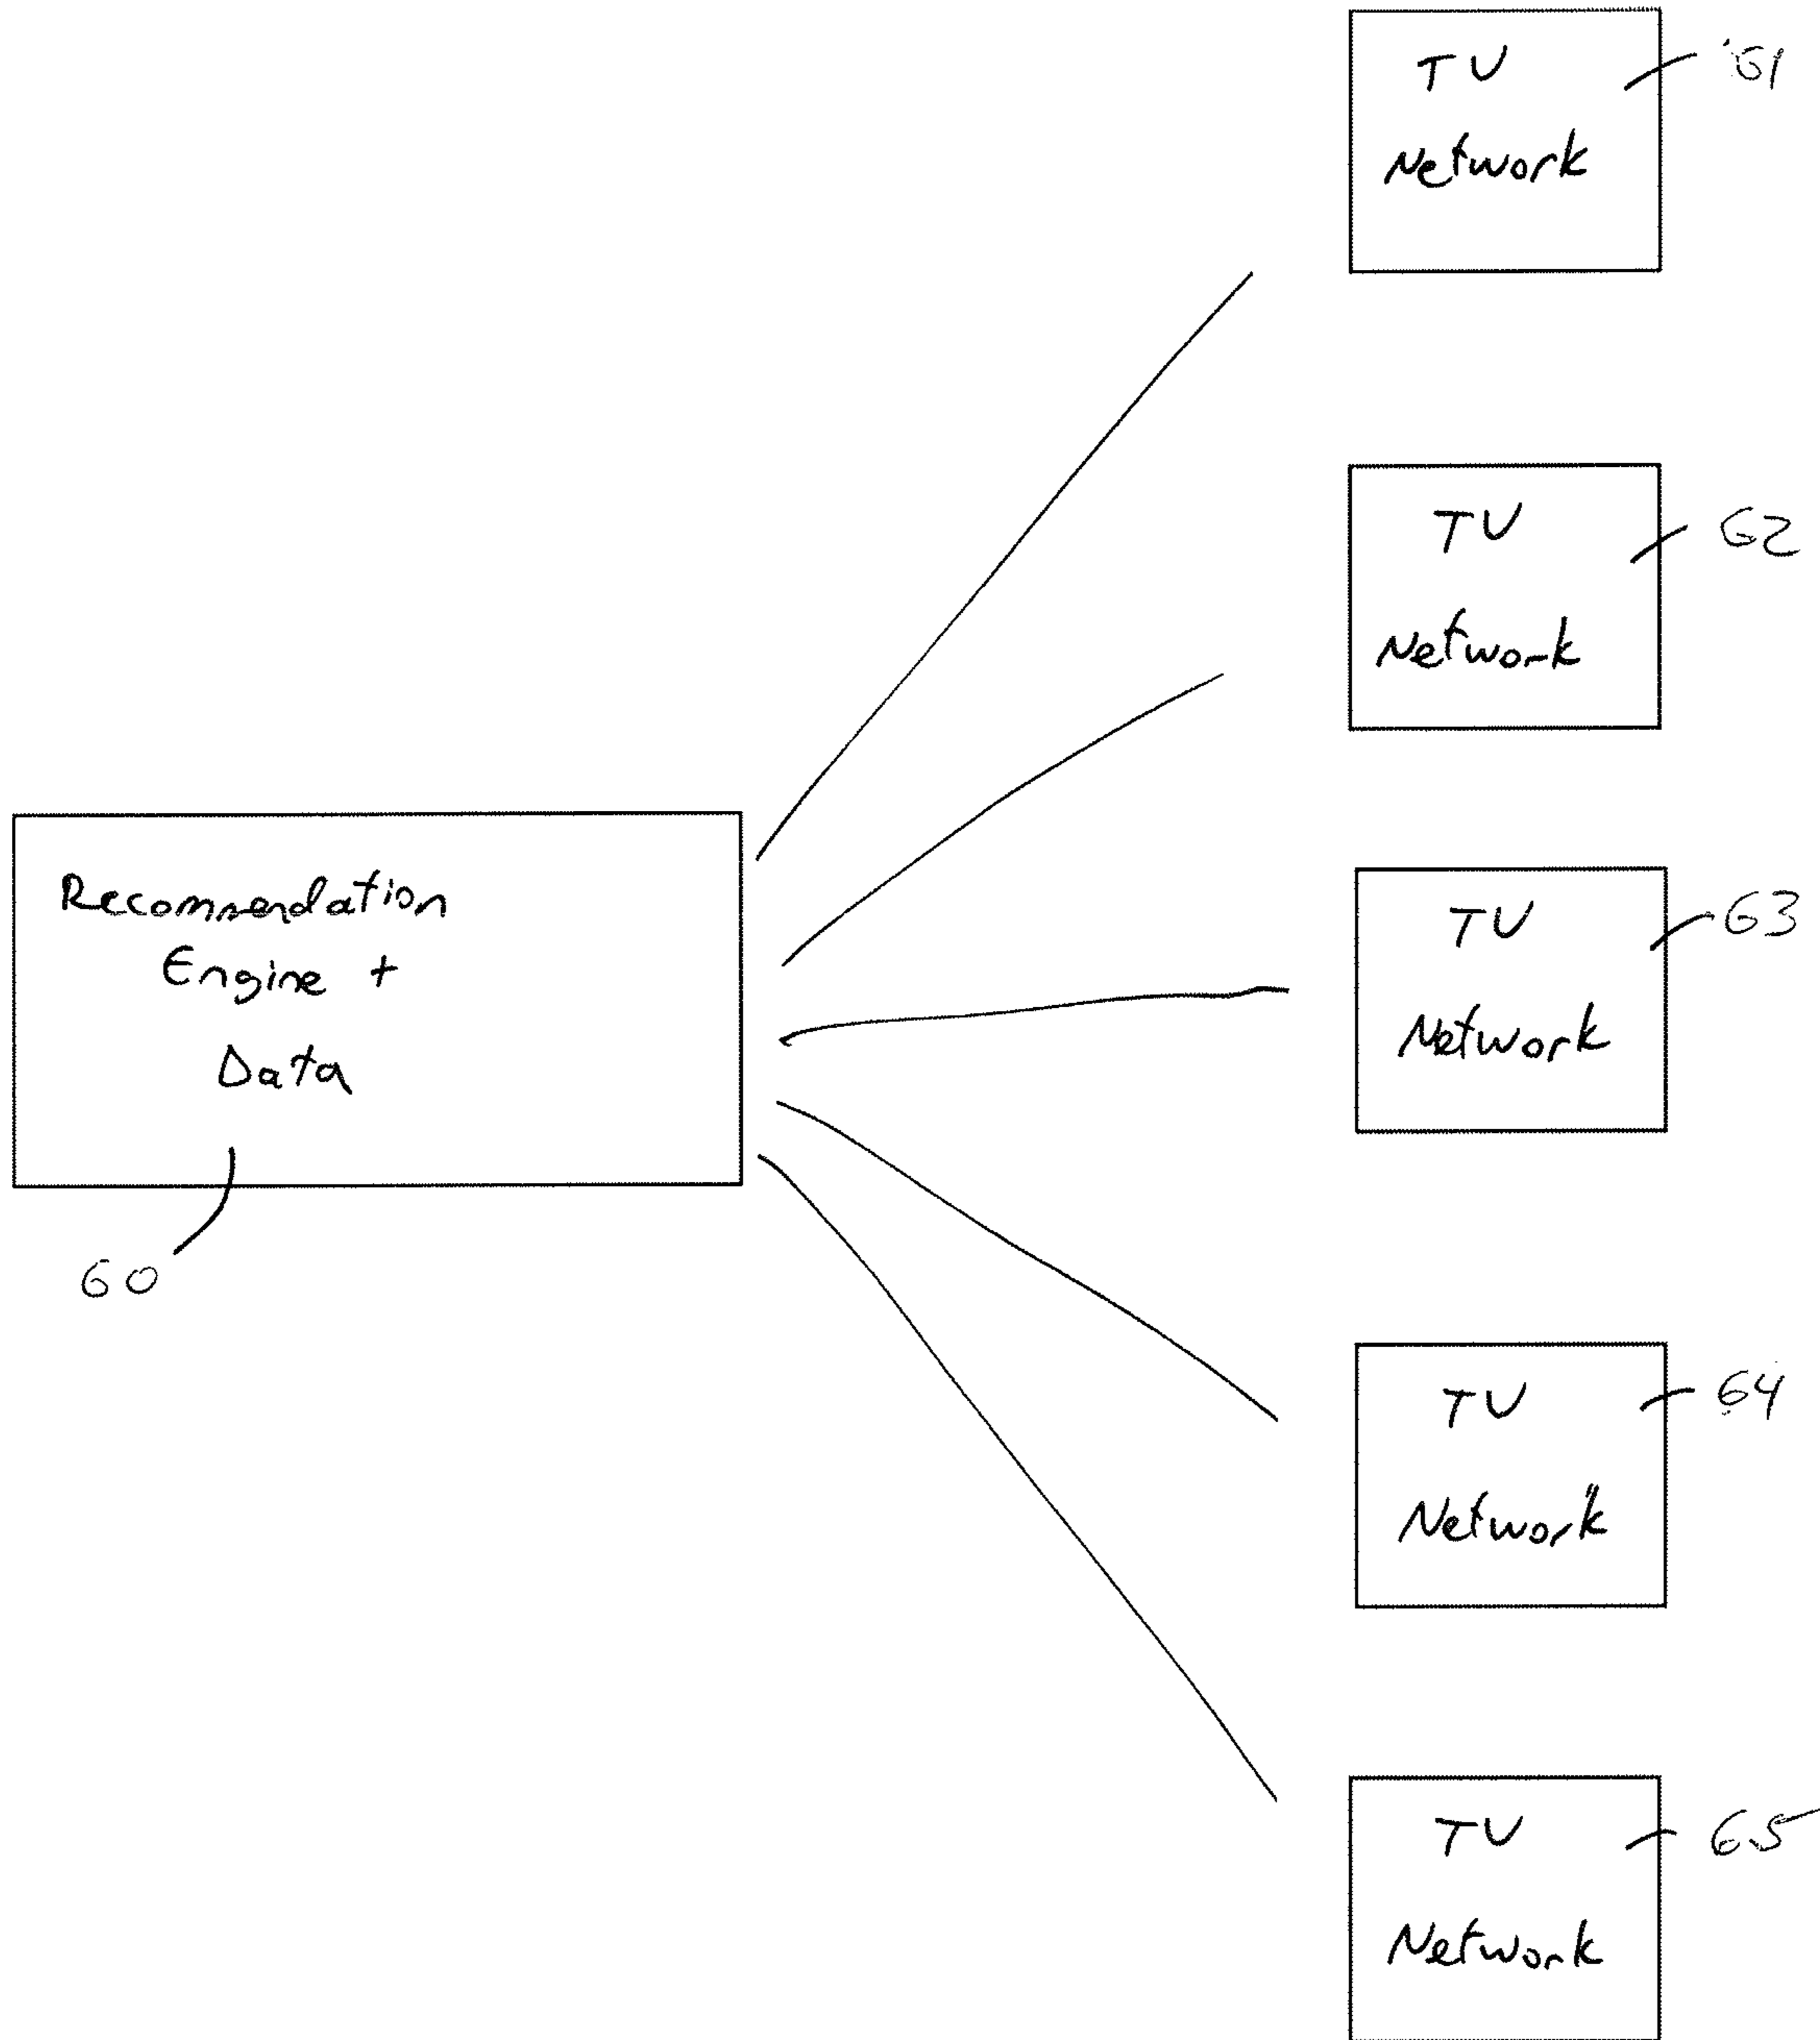 TV
Network
61
TV
Network
62
TV
Network
63
Recommendation
Engine +
Data
60
TV
Network
64
TV
Network
65